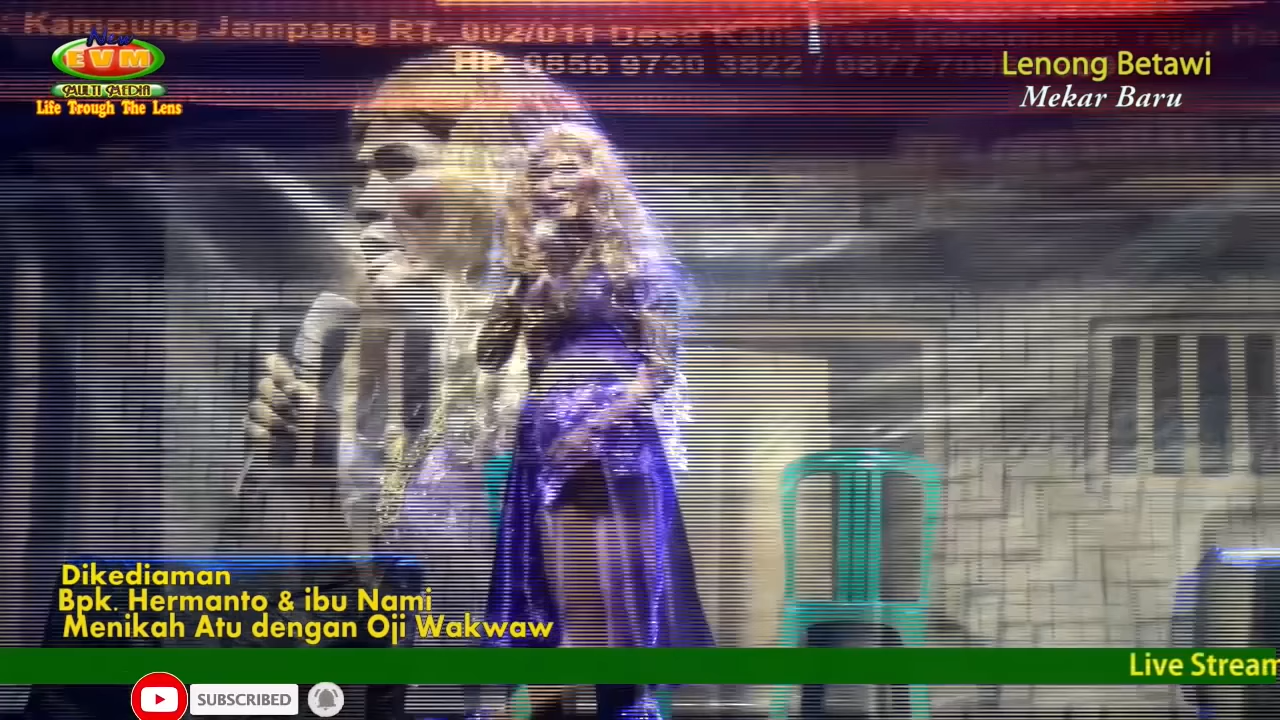 Kampung Jampang RT. 002/011 Desa
HP. 0856 9730 3822 / 0877
New
EVM
MULTI MEDIA
Life Trough The Lens
Lenong Betawi
Mekar Baru
Dikediaman
Bpk. Hermanto & ibu Nami
Menikah Atu dengan Oji Wakwaw
Live Stream
SUBSCRIBED